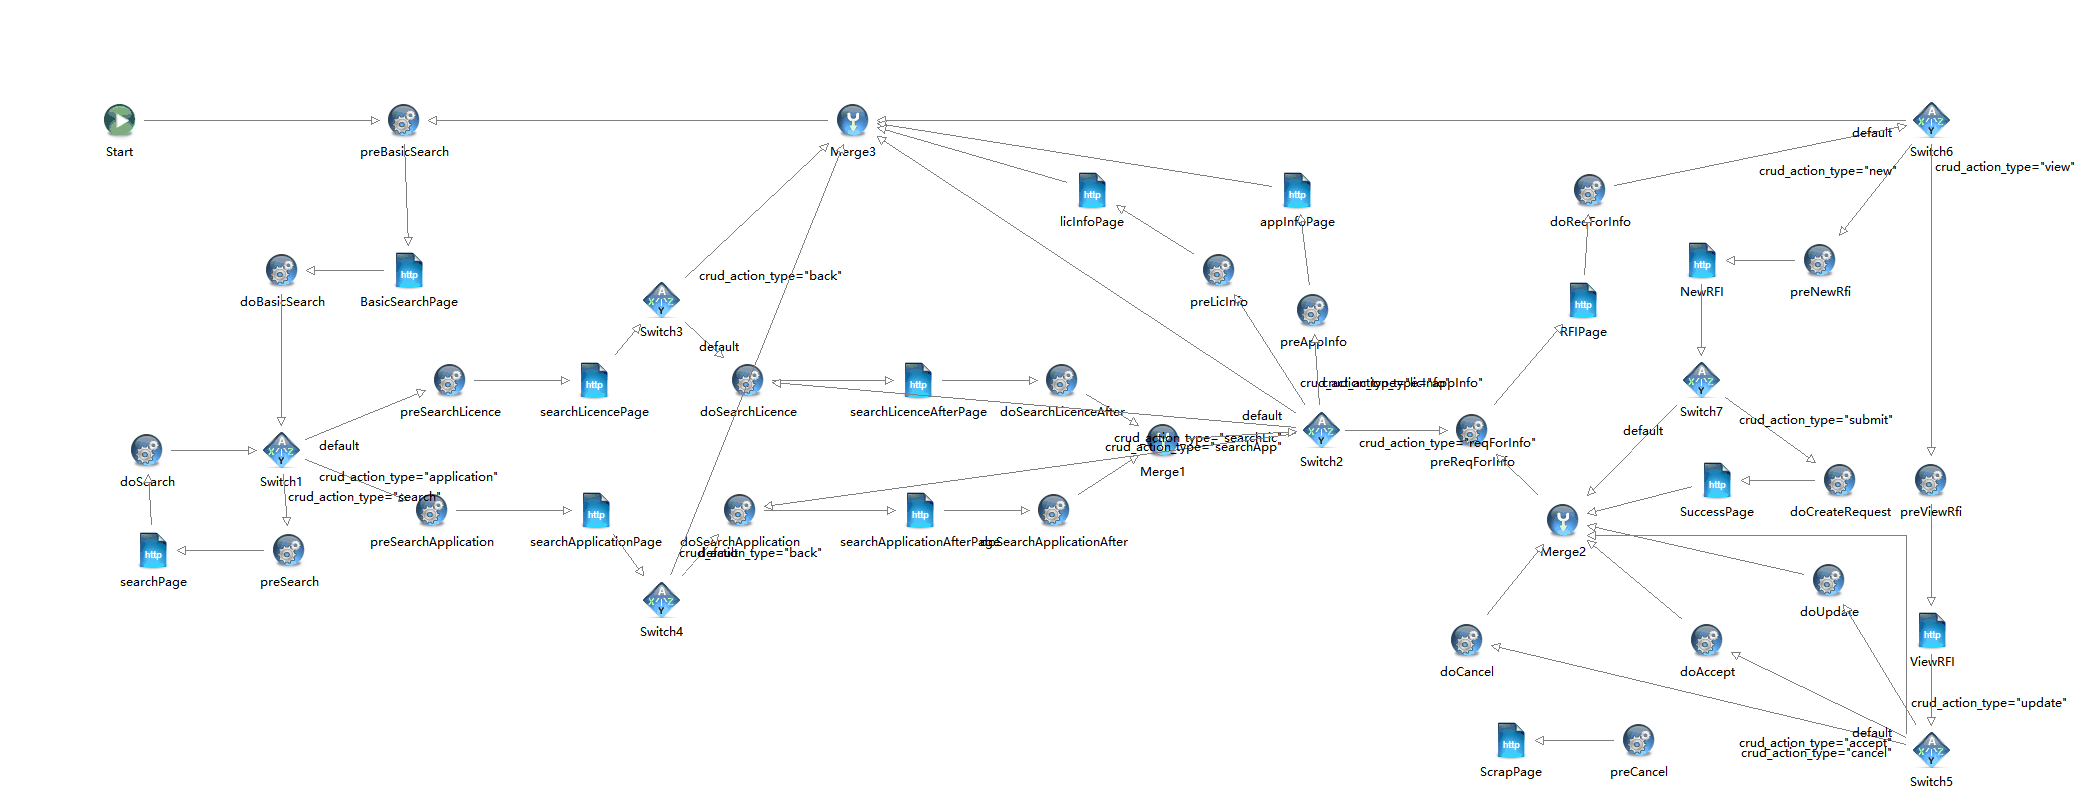 Start
preBasicSearch
Merge3
default
Switch6
crud_action_type="view"
crud_action_type="new"
licInfoPage
appInfoPage
doReqForInfo
crud_action_type="back"
doBasicSearch
BasicSearchPage
preLicInfo
NewRFI
preNewRfi
Switch3
default
preAppInfo
RFIPage
crud_action_type="appInfo"
preSearchLicence
searchLicencePage
doSearchLicence
searchLicenceAfterPage
doSearchLicenceAfter
default
Switch7
crud_action_type="submit"
default
default
crud_action_type="searchLic"
crud_action_type="searchApp"
crud_action_type="reqForInfo"
Merge1
Switch2
preReqForInfo
doSearch
Switch1
crud_action_type="application"
crud_action_type="search"
SuccessPage
doCreateRequest
preViewRfi
preSearchApplication
searchApplicationPage
doSearchApplication
searchApplicationAfterPage
doSearchApplicationAfter
crud_action_type="back"
default
Merge2
searchPage
preSearch
Switch4
doUpdate
doCancel
doAccept
ViewRFI
crud_action_type="update"
default
crud_action_type="accept"
crud_action_type="cancel"
ScrapPage
preCancel
Switch5